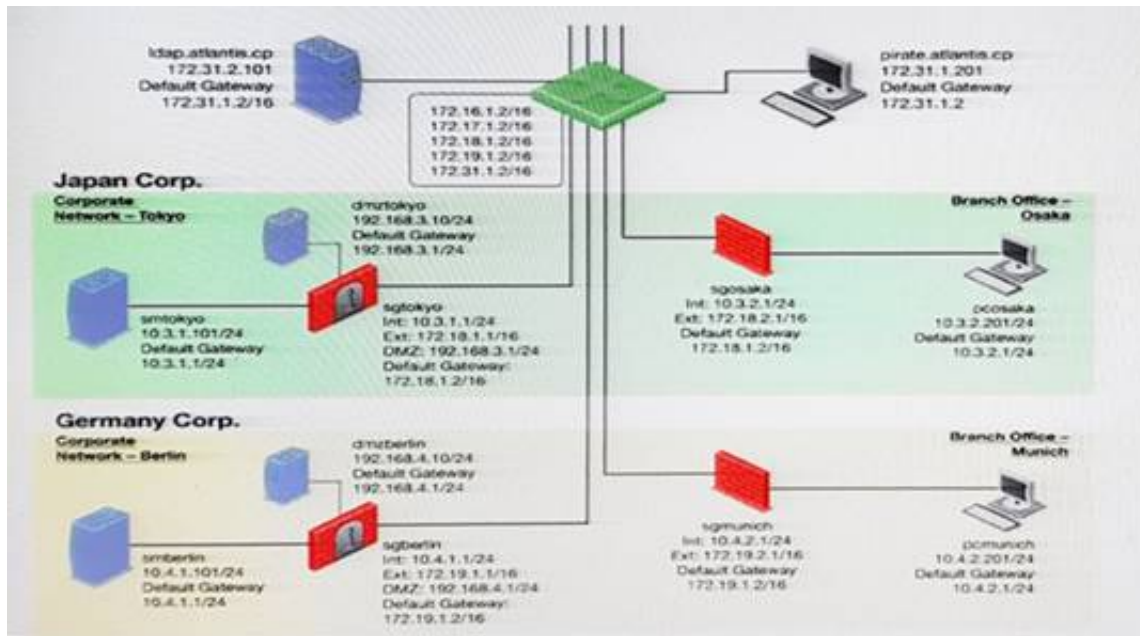 ldap.atlantis.cp
172.31.2.101
Default Gateway
172.31.1.2/16
pirate.atlantis.cp
172.31.1.201
Default Gateway
172.31.1.2
172.16.1.2/16
172.17.1.2/16
172.18.1.2/16
172.19.1.2/16
172.31.1.2/16
Japan Corp.
Corporate
Network – Tokyo
dmztokyo
192.168.3.10/24
Default Gateway
192.168.3.1/24
smtokyo
10.3.1.101/24
Default Gateway
10.3.1.1/24
sgtokyo
Int: 10.3.1.1/24
Ext: 172.18.1.1/16
DMZ: 192.168.3.1/24
Default Gateway:
172.18.1.2/16
Branch Office –
Osaka
sgosaka
Int: 10.3.2.1/24
Ext: 172.18.2.1/16
Default Gateway
172.18.1.2/16
pcosaka
10.3.2.201/24
Default Gateway
10.3.2.1/24
Germany Corp.
Corporate
Network – Berlin
dmzberlin
192.168.4.10/24
Default Gateway
192.168.4.1/24
smberlin
10.4.1.101/24
Default Gateway
10.4.1.1/24
sgberlin
Int: 10.4.1.1/24
Ext: 172.19.1.1/16
DMZ: 192.168.4.1/24
Default Gateway:
172.19.1.2/16
Branch Office –
Munich
sgmunich
Int: 10.4.2.1/24
Ext: 172.19.2.1/16
Default Gateway
172.19.1.2/16
pcmunich
10.4.2.201/24
Default Gateway
10.4.2.1/24